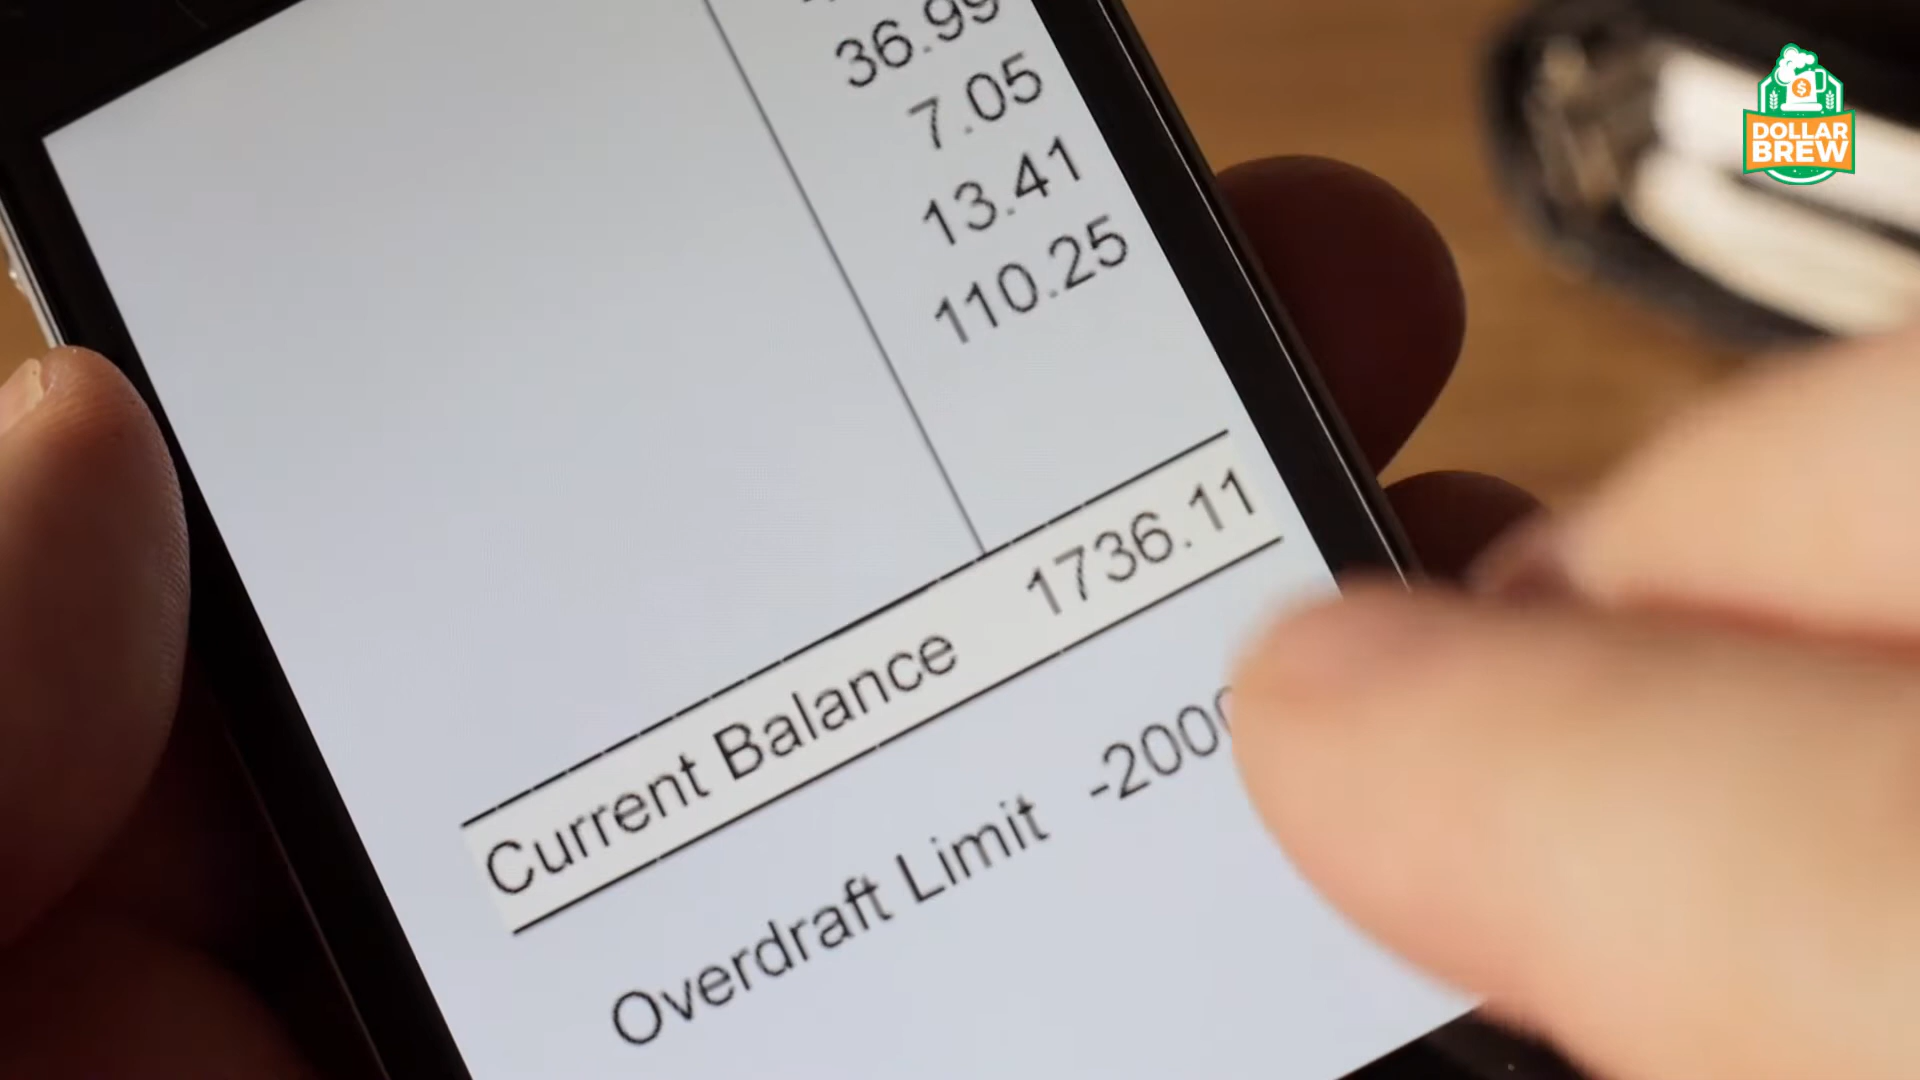 36.99
7.05
13.41
110.25
Current Balance 1736.11
Overdraft Limit
DOLLAR
BREW